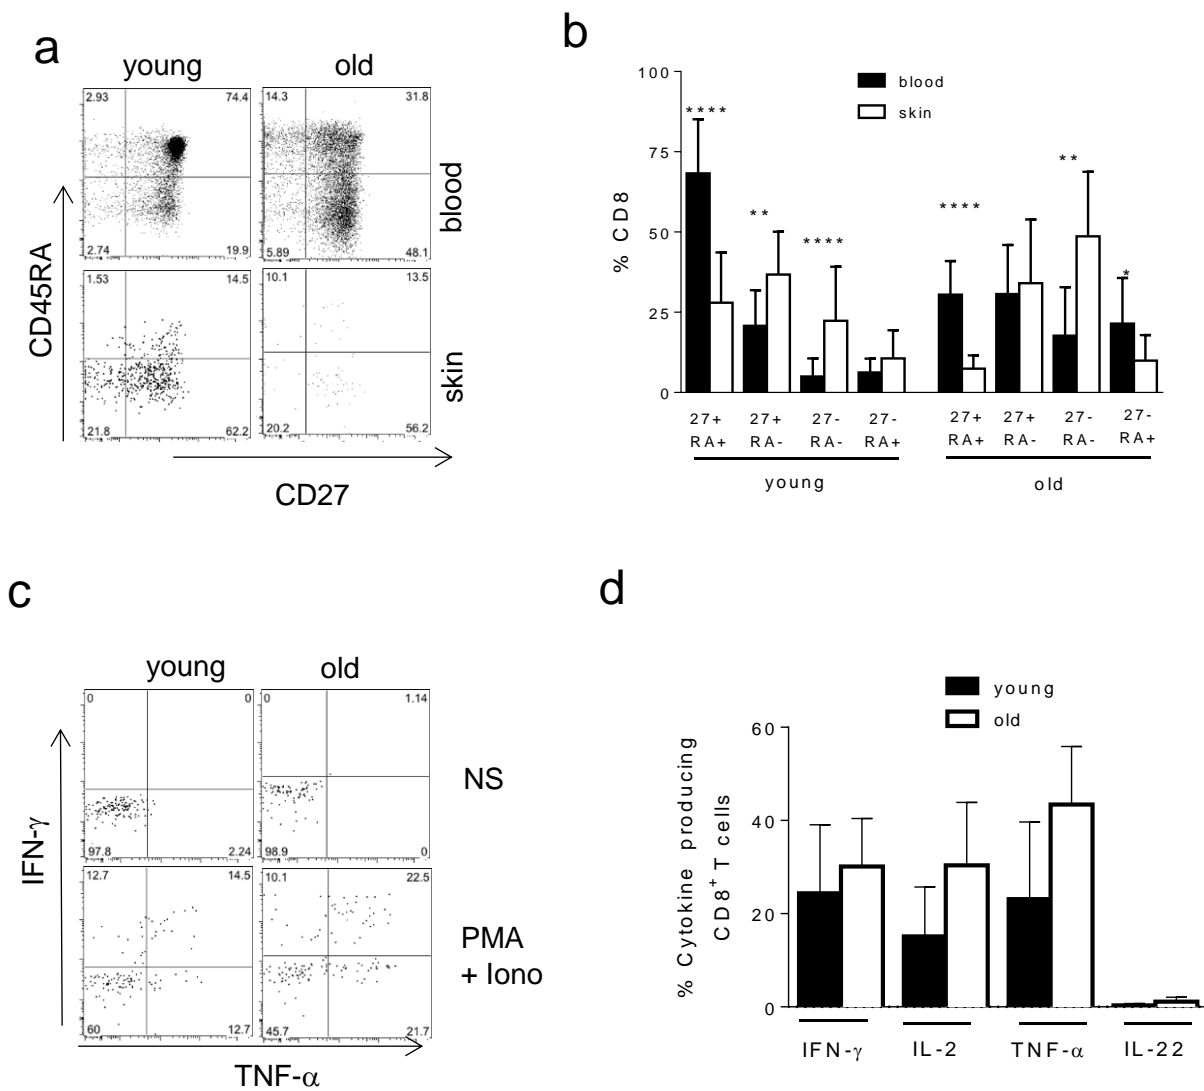 a
young
old
2.93
74.4
2.74
19.9
14.3
31.8
5.89
48.1
blood
1.53
14.5
21.8
62.2
10.1
13.5
20.2
56.2
skin
CD45RA
CD27
b
blood
skin
% CD8
100
75
50
25
0
****
**
****
****
**
*
27+ 27+ 27- 27- 27+ 27+ 27- 27-
RA+ RA- RA- RA+ RA+ RA- RA- RA+
young
old
c
young
old
0
0
97.8
2.24
0
1.14
98.9
0
NS
12.7
14.5
60
12.7
10.1
22.5
45.7
21.7
PMA
+ Iono
IFN-γ
TNF-α
d
young
old
% Cytokine producing
CD8+ T cells
60
40
20
0
IFN-γ
IL-2
TNF-α
IL-22